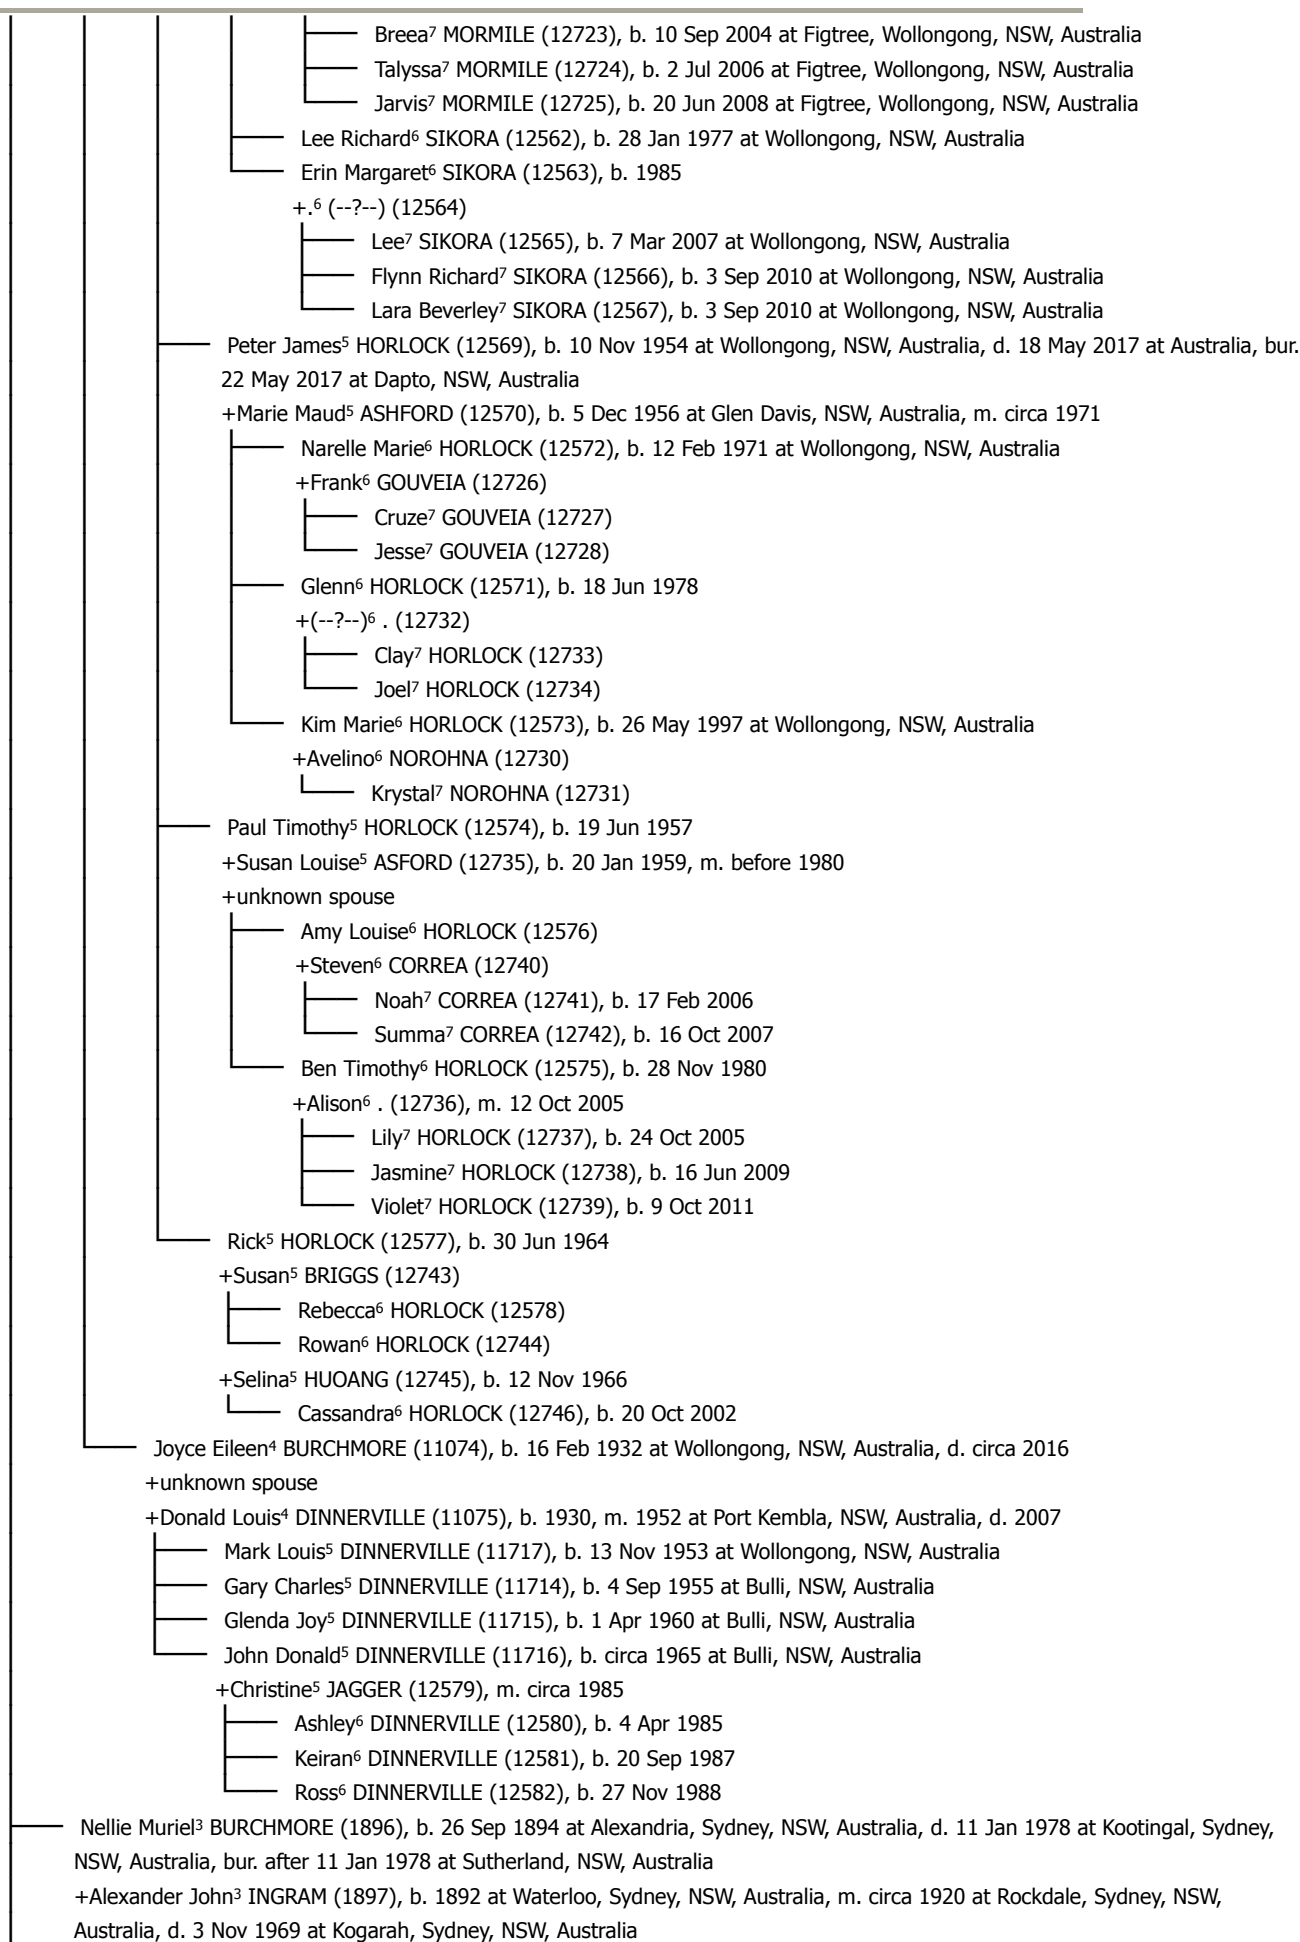 Breea⁷ MORMILE (12723), b. 10 Sep 2004 at Figtree, Wollongong, NSW, Australia
Talyssa⁷ MORMILE (12724), b. 2 Jul 2006 at Figtree, Wollongong, NSW, Australia
Jarvis⁷ MORMILE (12725), b. 20 Jun 2008 at Figtree, Wollongong, NSW, Australia
Lee Richard⁶ SIKORA (12562), b. 28 Jan 1977 at Wollongong, NSW, Australia
Erin Margaret⁶ SIKORA (12563), b. 1985
+.⁶ (--?--) (12564)
Lee⁷ SIKORA (12565), b. 7 Mar 2007 at Wollongong, NSW, Australia
Flynn Richard⁷ SIKORA (12566), b. 3 Sep 2010 at Wollongong, NSW, Australia
Lara Beverley⁷ SIKORA (12567), b. 3 Sep 2010 at Wollongong, NSW, Australia
Peter James⁵ HORLOCK (12569), b. 10 Nov 1954 at Wollongong, NSW, Australia, d. 18 May 2017 at Australia, bur.
22 May 2017 at Dapto, NSW, Australia
+Marie Maud⁵ ASHFORD (12570), b. 5 Dec 1956 at Glen Davis, NSW, Australia, m. circa 1971
Narelle Marie⁶ HORLOCK (12572), b. 12 Feb 1971 at Wollongong, NSW, Australia
+Frank⁶ GOUVEIA (12726)
Cruze⁷ GOUVEIA (12727)
Jesse⁷ GOUVEIA (12728)
Glenn⁶ HORLOCK (12571), b. 18 Jun 1978
+(--?--)⁶ . (12732)
Clay⁷ HORLOCK (12733)
Joel⁷ HORLOCK (12734)
Kim Marie⁶ HORLOCK (12573), b. 26 May 1997 at Wollongong, NSW, Australia
+Avelino⁶ NOROHNA (12730)
Krystal⁷ NOROHNA (12731)
Paul Timothy⁵ HORLOCK (12574), b. 19 Jun 1957
+Susan Louise⁵ ASFORD (12735), b. 20 Jan 1959, m. before 1980
+unknown spouse
Amy Louise⁶ HORLOCK (12576)
+Steven⁶ CORREA (12740)
Noah⁷ CORREA (12741), b. 17 Feb 2006
Summa⁷ CORREA (12742), b. 16 Oct 2007
Ben Timothy⁶ HORLOCK (12575), b. 28 Nov 1980
+Alison⁶ . (12736), m. 12 Oct 2005
Lily⁷ HORLOCK (12737), b. 24 Oct 2005
Jasmine⁷ HORLOCK (12738), b. 16 Jun 2009
Violet⁷ HORLOCK (12739), b. 9 Oct 2011
Rick⁵ HORLOCK (12577), b. 30 Jun 1964
+Susan⁵ BRIGGS (12743)
Rebecca⁶ HORLOCK (12578)
Rowan⁶ HORLOCK (12744)
+Selina⁵ HUOANG (12745), b. 12 Nov 1966
Cassandra⁶ HORLOCK (12746), b. 20 Oct 2002
Joyce Eileen⁴ BURCHMORE (11074), b. 16 Feb 1932 at Wollongong, NSW, Australia, d. circa 2016
+unknown spouse
+Donald Louis⁴ DINNERVILLE (11075), b. 1930, m. 1952 at Port Kembla, NSW, Australia, d. 2007
Mark Louis⁵ DINNERVILLE (11717), b. 13 Nov 1953 at Wollongong, NSW, Australia
Gary Charles⁵ DINNERVILLE (11714), b. 4 Sep 1955 at Bulli, NSW, Australia
Glenda Joy⁵ DINNERVILLE (11715), b. 1 Apr 1960 at Bulli, NSW, Australia
John Donald⁵ DINNERVILLE (11716), b. circa 1965 at Bulli, NSW, Australia
+Christine⁵ JAGGER (12579), m. circa 1985
Ashley⁶ DINNERVILLE (12580), b. 4 Apr 1985
Keiran⁶ DINNERVILLE (12581), b. 20 Sep 1987
Ross⁶ DINNERVILLE (12582), b. 27 Nov 1988
Nellie Muriel³ BURCHMORE (1896), b. 26 Sep 1894 at Alexandria, Sydney, NSW, Australia, d. 11 Jan 1978 at Kootingal, Sydney,
NSW, Australia, bur. after 11 Jan 1978 at Sutherland, NSW, Australia
+Alexander John³ INGRAM (1897), b. 1892 at Waterloo, Sydney, NSW, Australia, m. circa 1920 at Rockdale, Sydney, NSW,
Australia, d. 3 Nov 1969 at Kogarah, Sydney, NSW, Australia